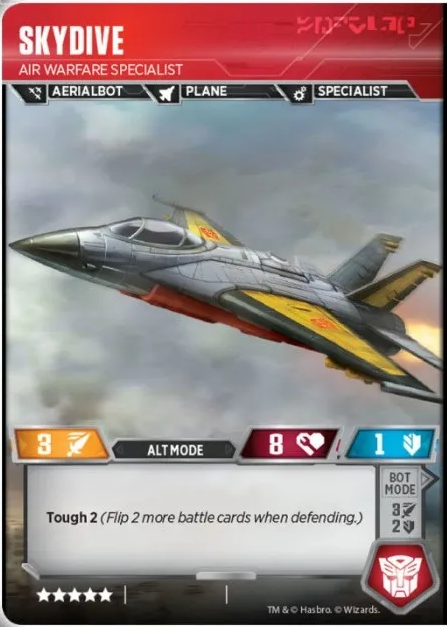 SKYDIVE
AIR WARFARE SPECIALIST
AERIALBOT PLANE SPECIALIST
3 ALT MODE 8 1
BOT
MODE
3
2
Tough 2 (Flip 2 more battle cards when defending.)
TM & © Hasbro. © Wizards.